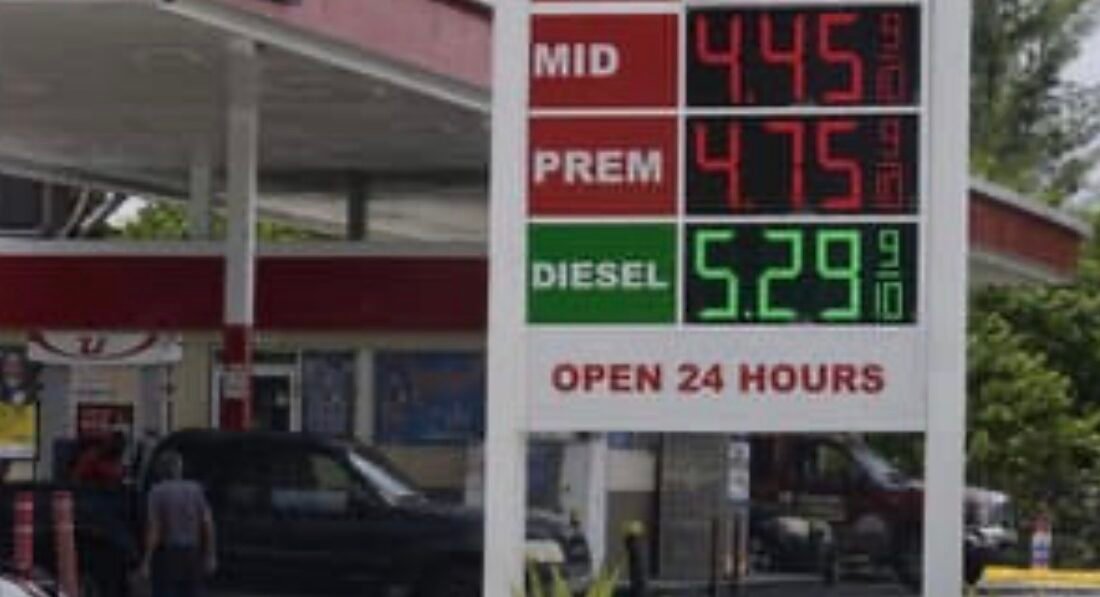 MID 4.45 9/10
PREM 4.75 9/10
DIESEL 5.29 9/10
OPEN 24 HOURS
U